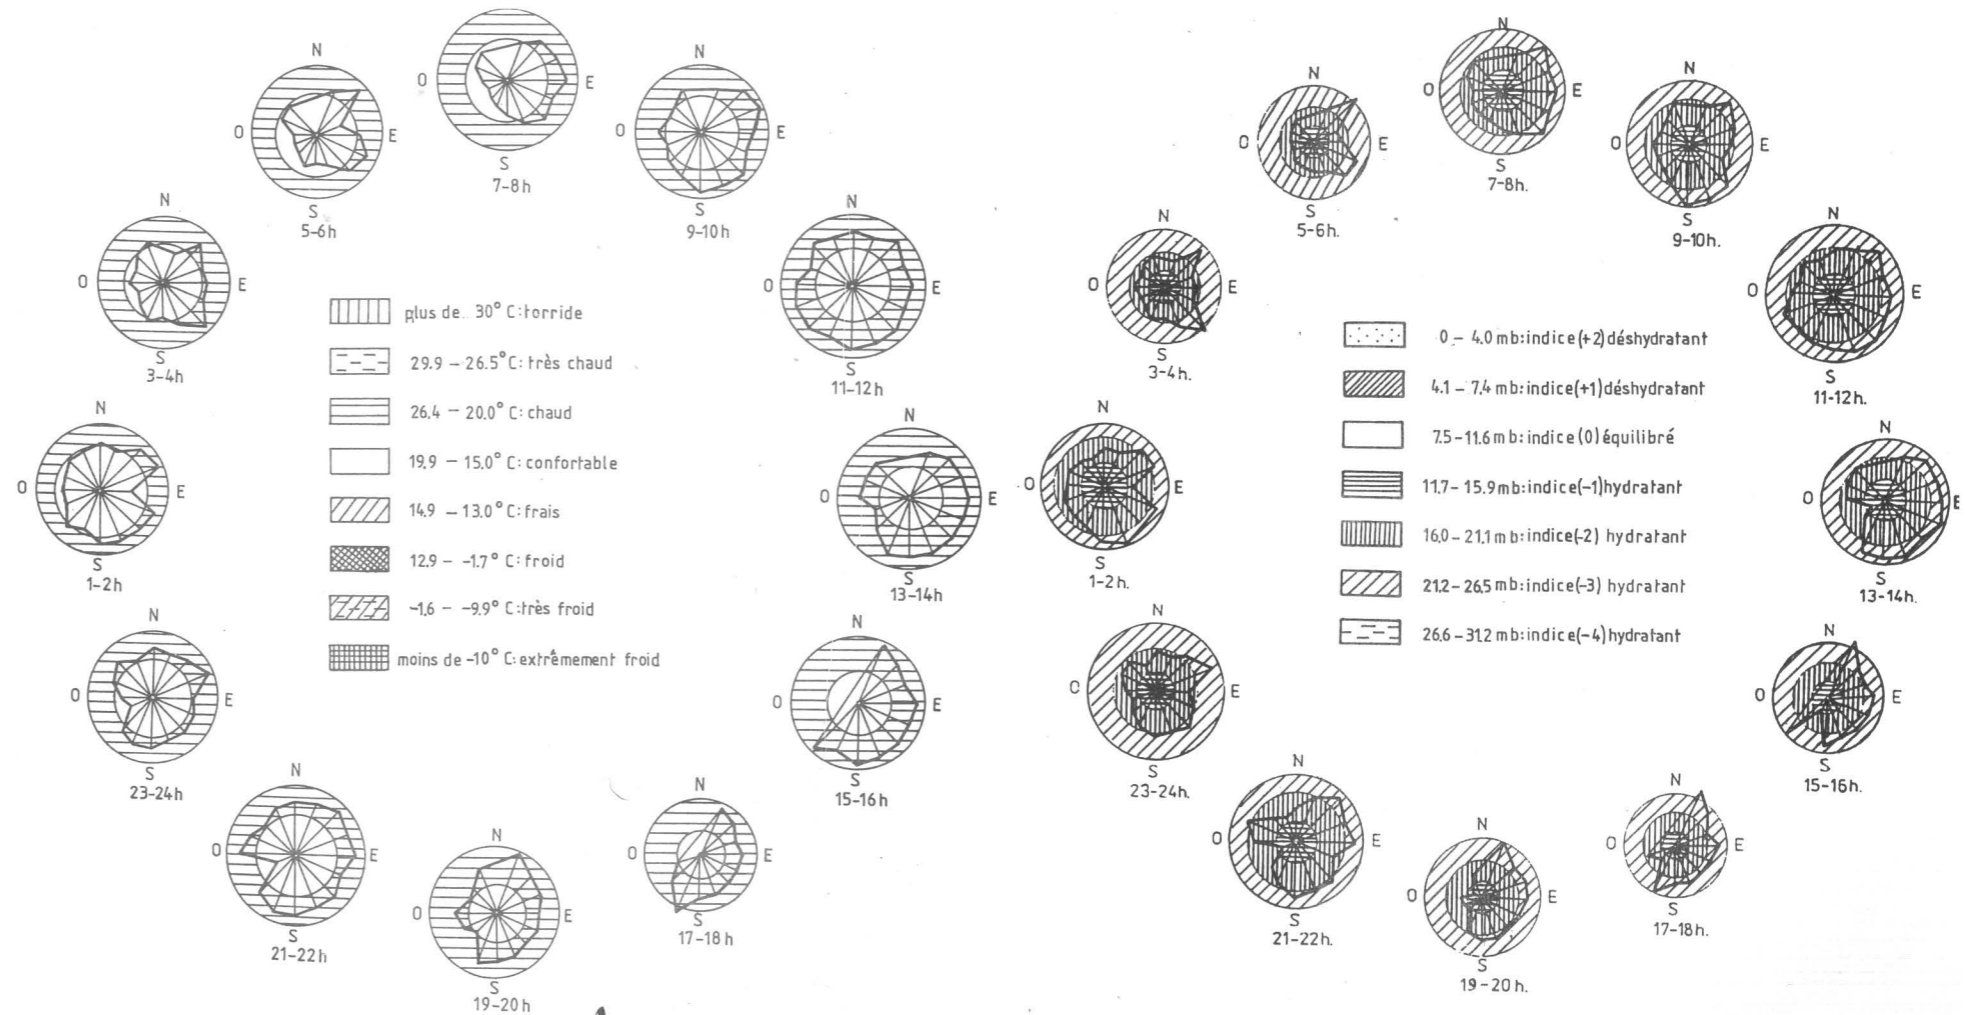 O
E
S
7-8h
N
O
E
S
5-6h
N
O
E
S
9-10h
N
O
E
S
3-4h
N
O
E
S
11-12h
N
O
E
S
1-2h
N
O
E
S
13-14h
N
O
E
S
23-24h
N
O
E
S
15-16h
N
O
E
S
21-22h
N
O
E
S
19-20h
N
O
E
S
17-18h
plus de 30° C: torride
29.9 - 26.5° C: très chaud
26.4 - 20.0° C: chaud
19.9 - 15.0° C: confortable
14.9 - 13.0° C: frais
12.9 - -1.7° C: froid
-1.6 - -9.9° C: très froid
moins de -10° C: extrêmement froid
N
O
E
S
7-8h.
N
O
E
S
5-6h.
N
O
E
S
9-10h.
N
O
E
S
3-4h.
N
O
E
S
11-12h.
N
O
E
S
1-2h.
N
O
E
S
13-14h.
N
O
E
S
23-24h.
N
O
E
S
15-16h.
N
O
E
S
21-22h.
N
O
E
S
19-20h.
N
O
E
S
17-18h.
0 - 4.0 mb: indice (+2) déshydratant
4.1 - 7.4 mb: indice (+1) déshydratant
7.5 - 11.6 mb: indice (0) équilibré
11.7 - 15.9 mb: indice (-1) hydratant
16.0 - 21.1 mb: indice (-2) hydratant
21.2 - 26.5 mb: indice (-3) hydratant
26.6 - 31.2 mb: indice (-4) hydratant